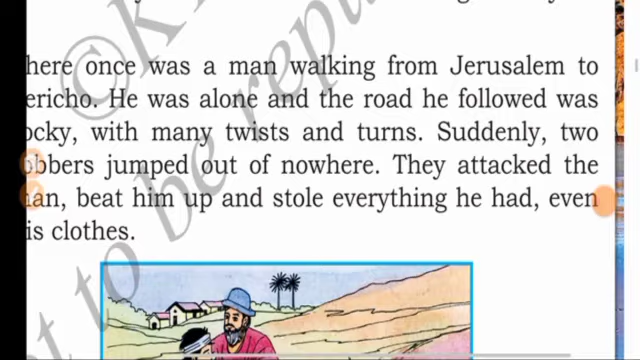 here once was a man walking from Jerusalem to
ericho. He was alone and the road he followed was
ocky, with many twists and turns. Suddenly, two
obbers jumped out of nowhere. They attacked the
an, beat him up and stole everything he had, even
is clothes.